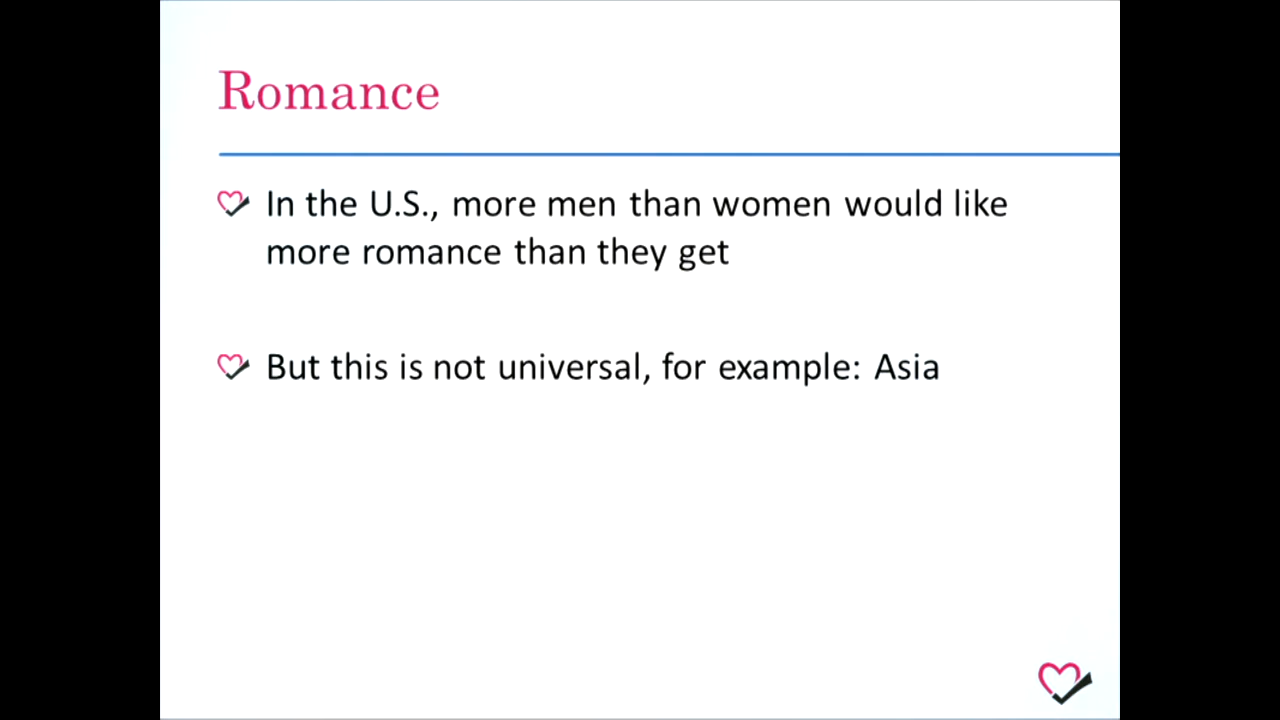 Romance
In the U.S., more men than women would like
more romance than they get
But this is not universal, for example: Asia